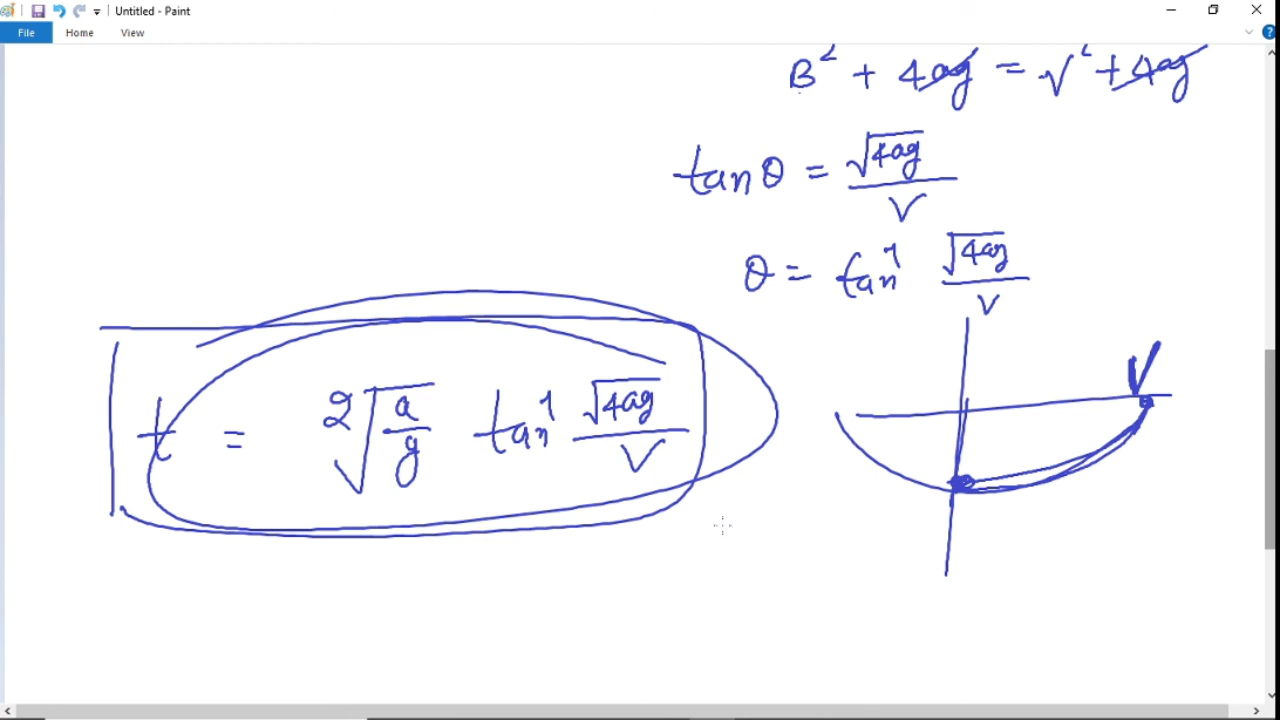 Untitled - Paint
File Home View
B² + 4ag = V² + 4ag
tan θ = √4ag / V
θ = tan⁻¹ √4ag / V
t = 2 √a/g tan⁻¹ √4ag / V
V